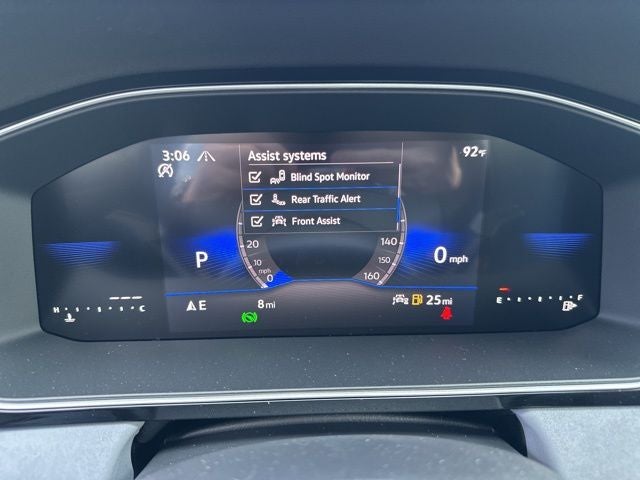 3:06
Assist systems
92°F
Blind Spot Monitor
Rear Traffic Alert
Front Assist
20
140
P
0 mph
10
150
mph
0
160
H C
E F
E
8 mi
25 mi